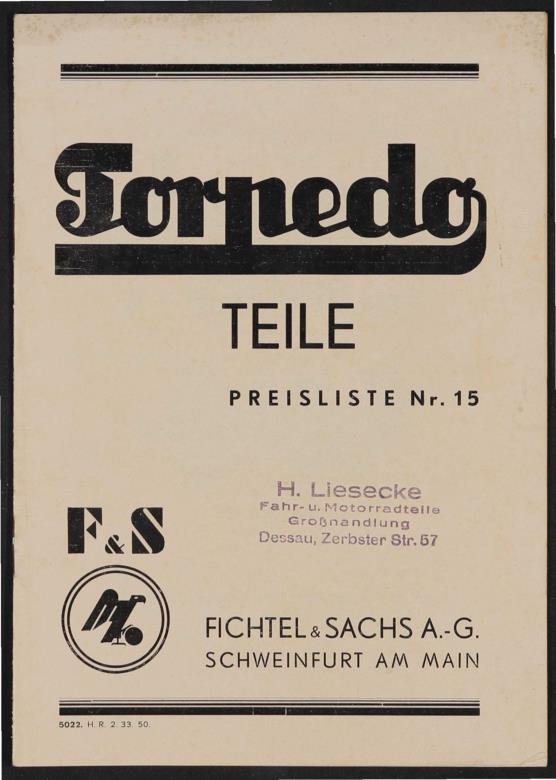 Torpedo
TEILE
PREISLISTE Nr. 15
H. Liesecke
Fahr- u. Motorradteile
Großhandlung
Dessau, Zerbster Str. 57
F&S
FICHTEL & SACHS A.-G.
SCHWEINFURT AM MAIN
5022. H. R. 2. 33. 50.